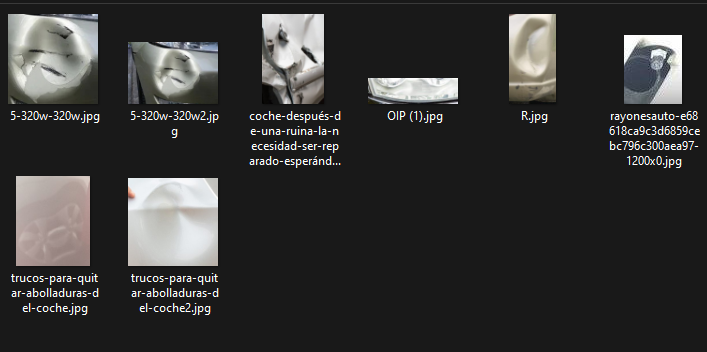 5-320w-320w.jpg
5-320w-320w2.jp
g
coche-después-d
e-una-ruina-la-n
ecesidad-ser-rep
arado-esperánd...
OIP (1).jpg
R.jpg
rayonesauto-e68
618ca9c3d6859ce
bc796c300aea97-
1200x0.jpg
trucos-para-quit
ar-abolladuras-d
el-coche.jpg
trucos-para-quit
ar-abolladuras-d
el-coche2.jpg